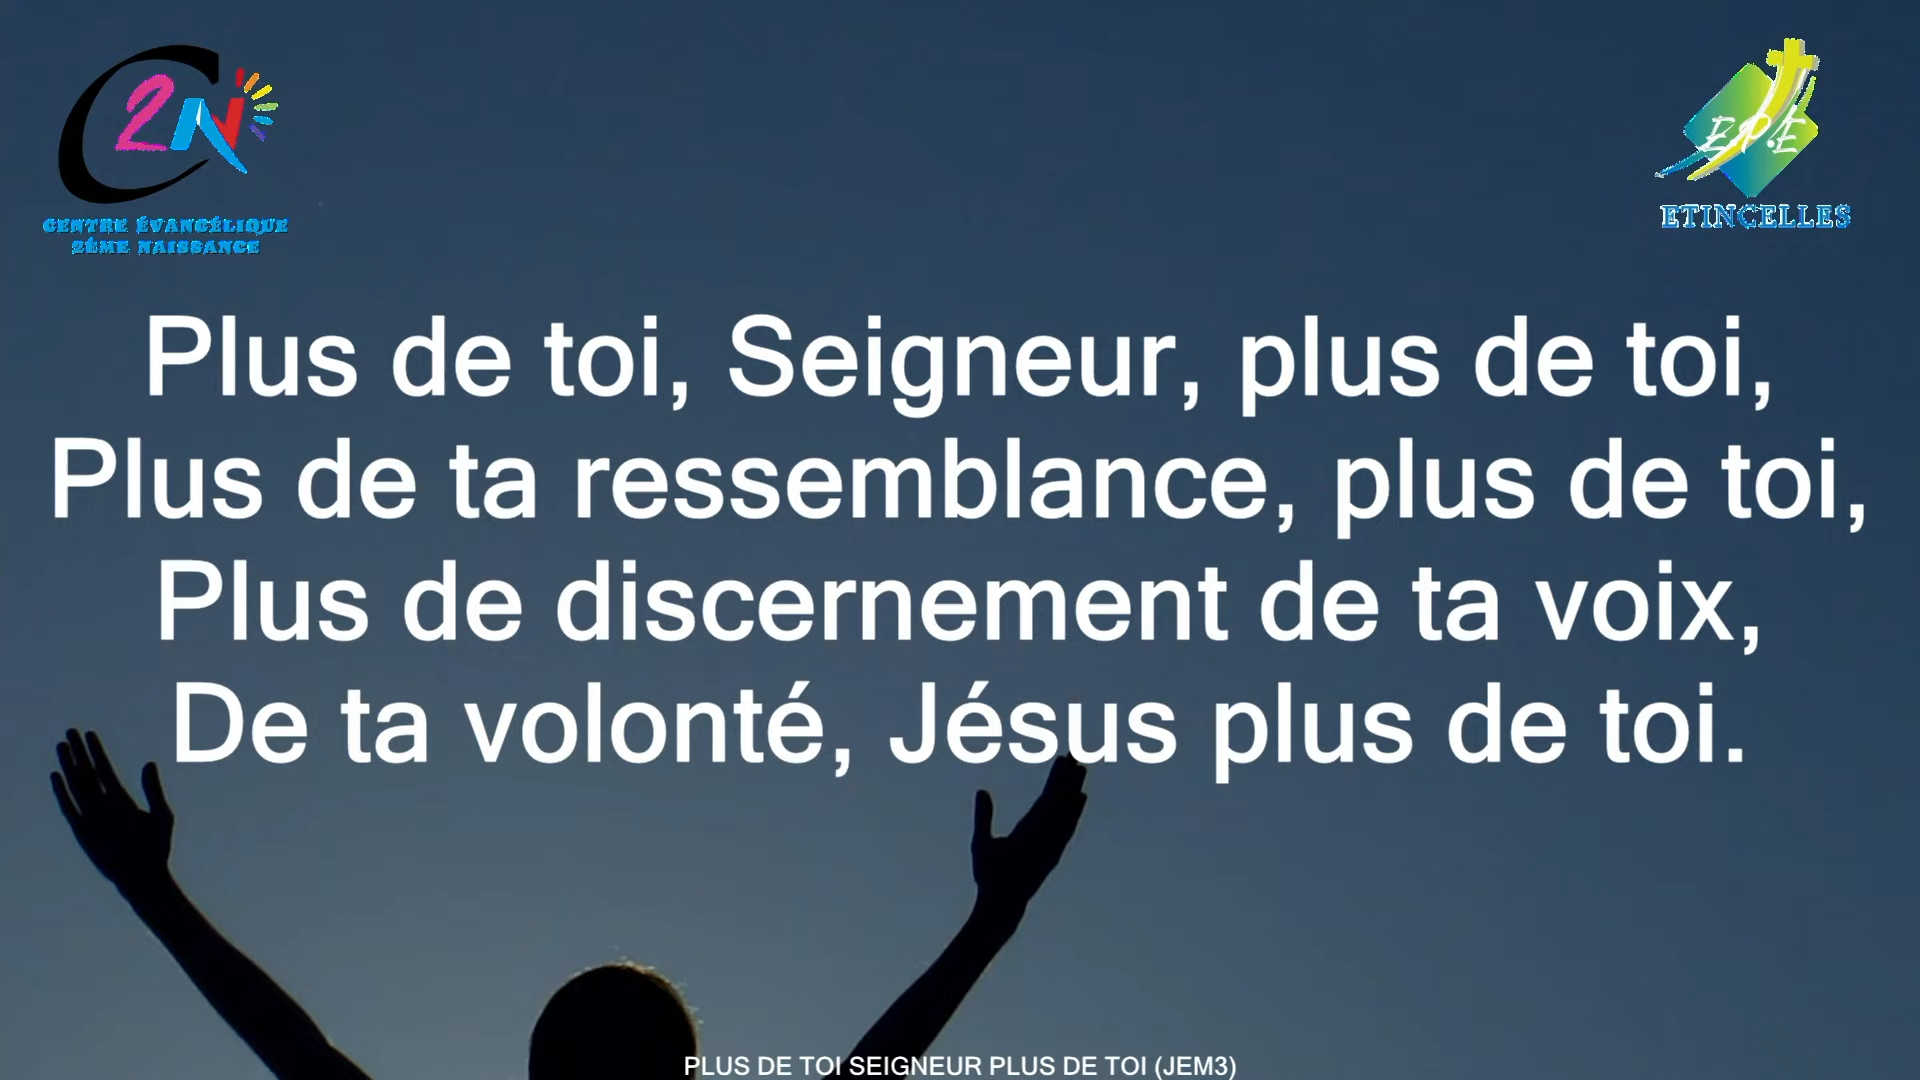 C2N
CENTRE ÉVANGÉLIQUE
2ÈME NAISSANCE
E.P.E
ETINCELLES
Plus de toi, Seigneur, plus de toi,
Plus de ta ressemblance, plus de toi,
Plus de discernement de ta voix,
De ta volonté, Jésus plus de toi.
PLUS DE TOI SEIGNEUR PLUS DE TOI (JEM3)